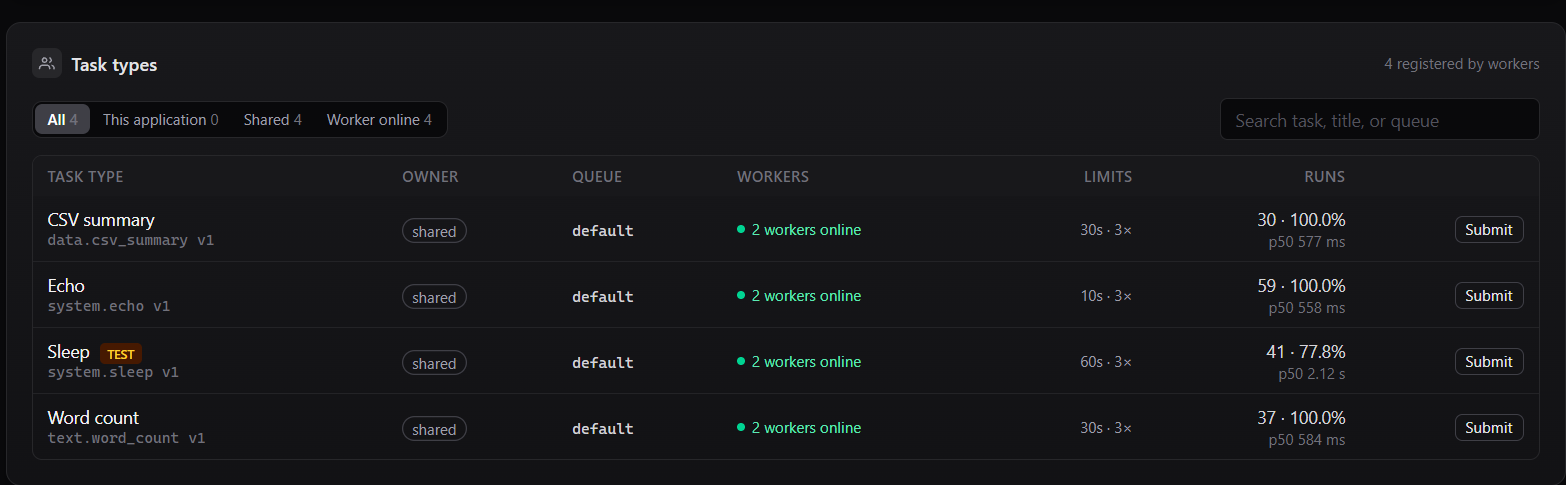 Task types
4 registered by workers
All 4 This application 0 Shared 4 Worker online 4
Search task, title, or queue
TASK TYPE OWNER QUEUE WORKERS LIMITS RUNS
CSV summary
data.csv_summary v1
shared default 2 workers online 30s · 3× 30 · 100.0%
p50 577 ms
Submit
Echo
system.echo v1
shared default 2 workers online 10s · 3× 59 · 100.0%
p50 558 ms
Submit
Sleep TEST
system.sleep v1
shared default 2 workers online 60s · 3× 41 · 77.8%
p50 2.12 s
Submit
Word count
text.word_count v1
shared default 2 workers online 30s · 3× 37 · 100.0%
p50 584 ms
Submit